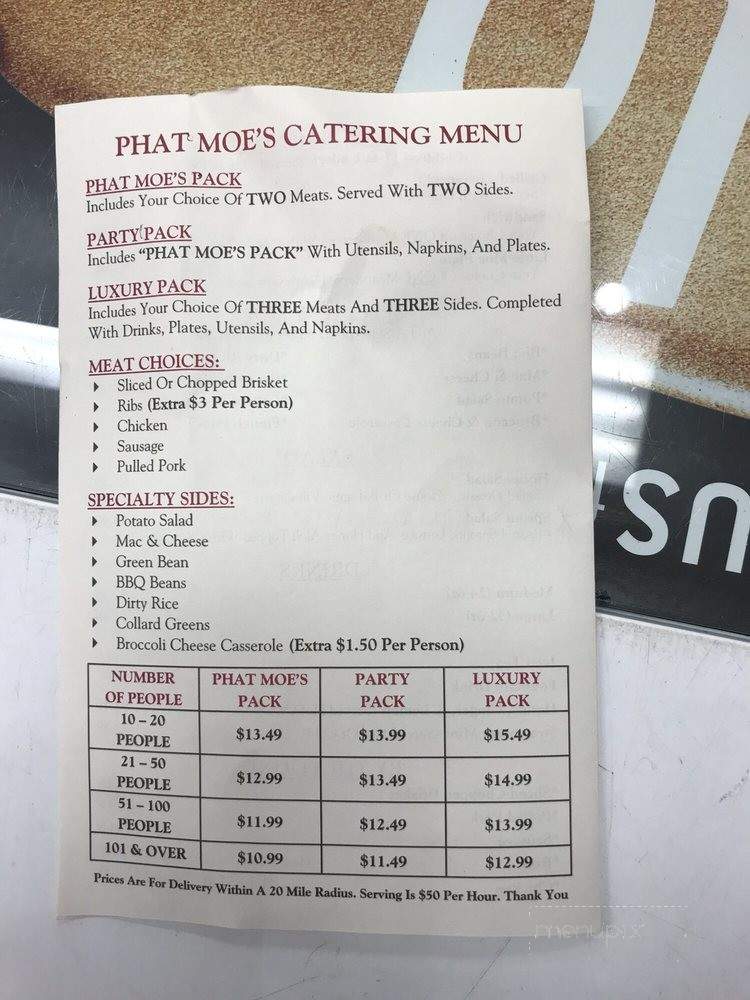 PHAT MOE'S CATERING MENU
PHAT MOE'S PACK
Includes Your Choice Of TWO Meats. Served With TWO Sides.
PARTY PACK
Includes "PHAT MOE'S PACK" With Utensils, Napkins, And Plates.
LUXURY PACK
Includes Your Choice Of THREE Meats And THREE Sides. Completed
With Drinks, Plates, Utensils, And Napkins.
MEAT CHOICES:
Sliced Or Chopped Brisket
Ribs (Extra $3 Per Person)
Chicken
Sausage
Pulled Pork
SPECIALTY SIDES:
Potato Salad
Mac & Cheese
Green Bean
BBQ Beans
Dirty Rice
Collard Greens
Broccoli Cheese Casserole (Extra $1.50 Per Person)
NUMBER OF PEOPLE PHAT MOE'S PACK PARTY PACK LUXURY PACK
10 – 20 PEOPLE $13.49 $13.99 $15.49
21 – 50 PEOPLE $12.99 $13.49 $14.99
51 – 100 PEOPLE $11.99 $12.49 $13.99
101 & OVER $10.99 $11.49 $12.99
Prices Are For Delivery Within A 20 Mile Radius. Serving Is $50 Per Hour. Thank You
menupix